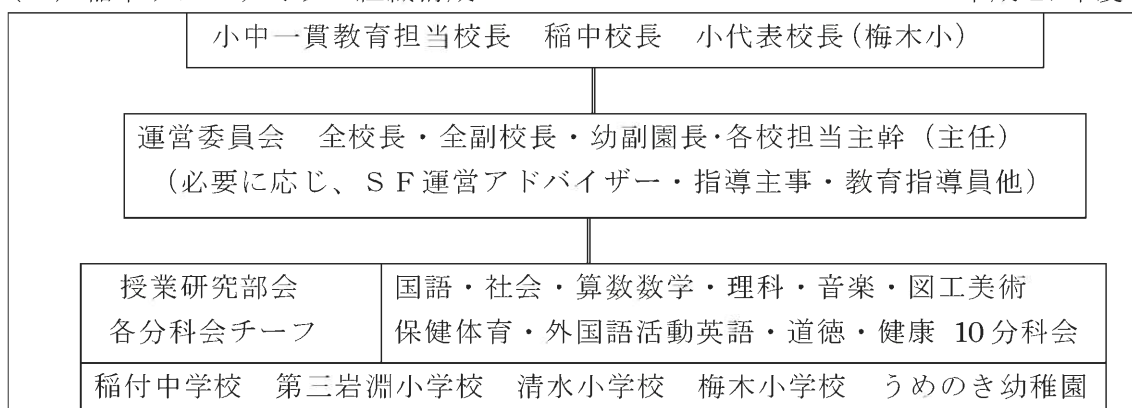 小中一貫教育担当校長　稲中校長　小代表校長(梅木小)
運営委員会　全校長・全副校長・幼副園長・各校担当主幹（主任）
（必要に応じ、ＳＦ運営アドバイザー・指導主事・教育指導員他）
授業研究部会
各分科会チーフ
国語・社会・算数数学・理科・音楽・図工美術
保健体育・外国語活動英語・道徳・健康 10分科会
稲付中学校　第三岩淵小学校　清水小学校　梅木小学校　うめのき幼稚園